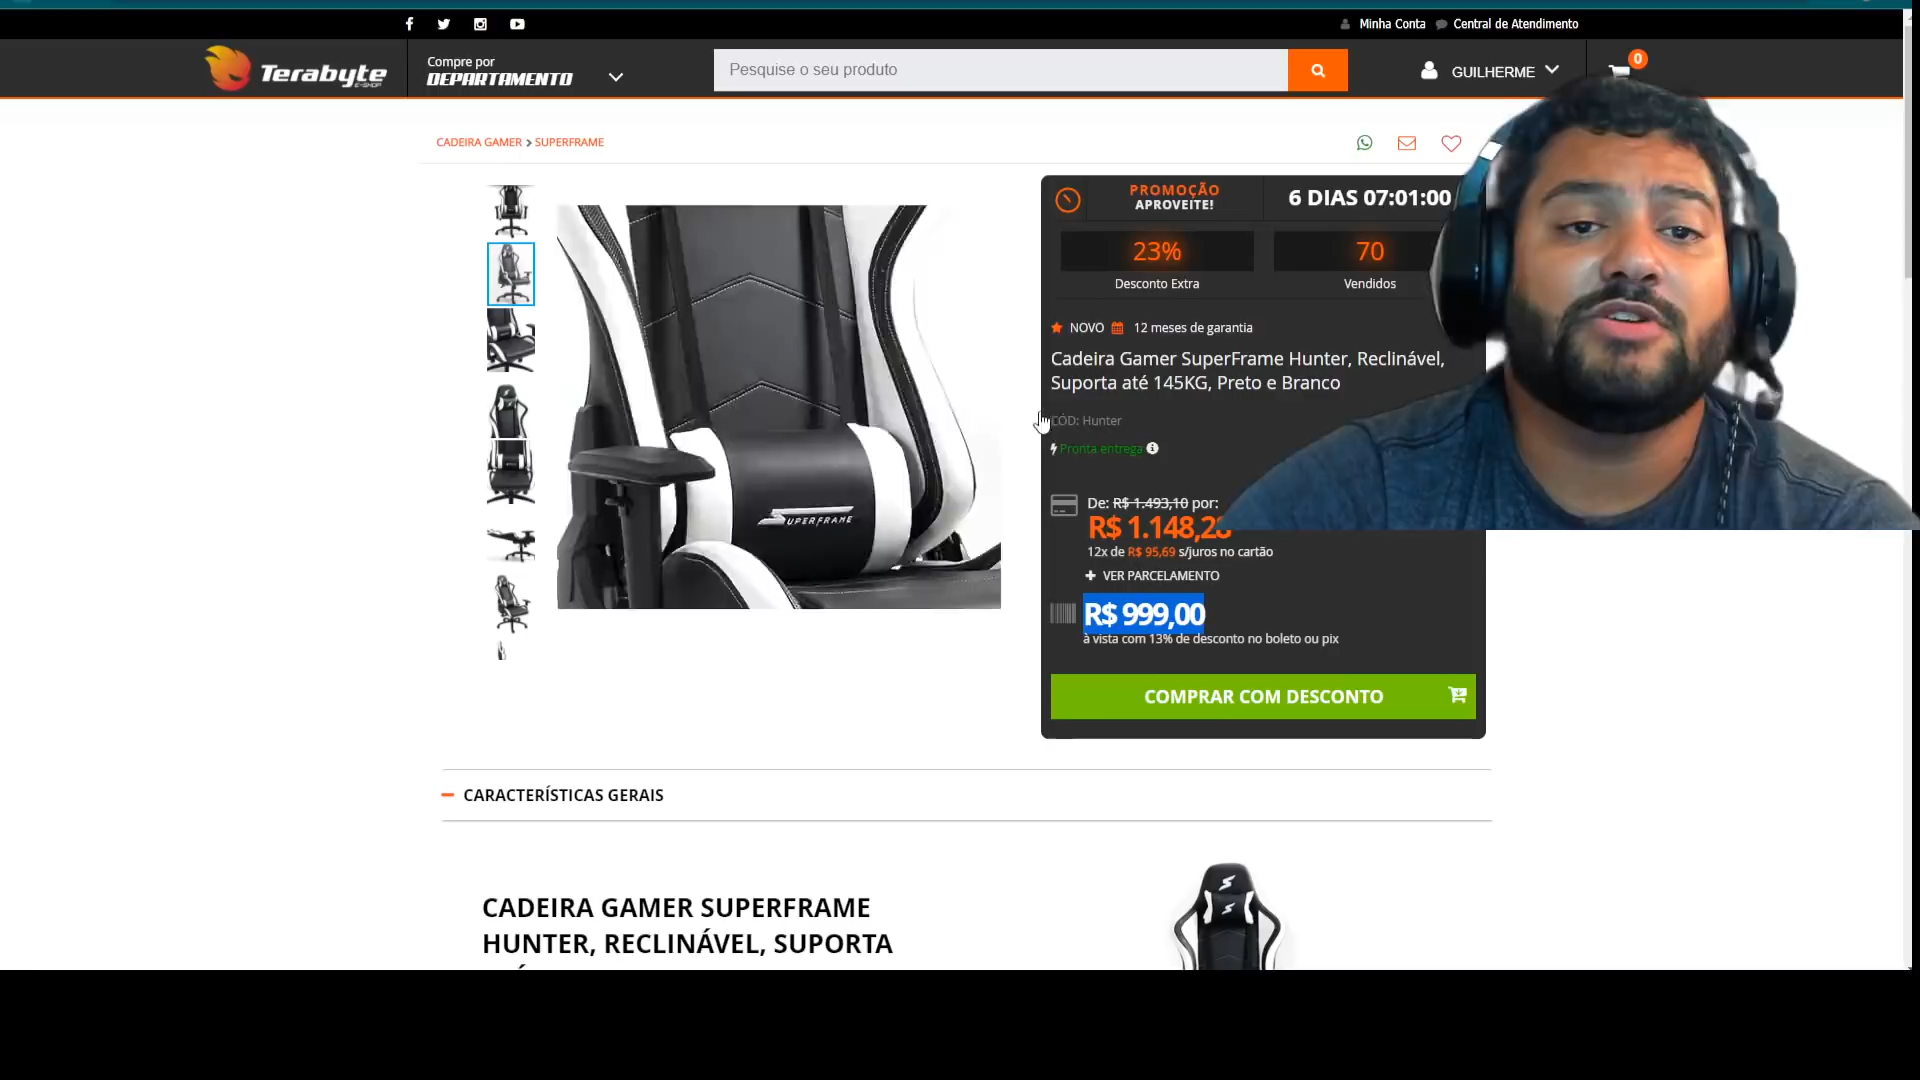 Minha Conta
Central de Atendimento
Terabyte
E-SHOP
Compre por
DEPARTAMENTO
Pesquise o seu produto
GUILHERME
0
CADEIRA GAMER > SUPERFRAME
PROMOÇÃO
APROVEITE!
6 DIAS 07:01:00
23%
Desconto Extra
70
Vendidos
NOVO 12 meses de garantia
Cadeira Gamer SuperFrame Hunter, Reclinável,
Suporta até 145KG, Preto e Branco
CÓD: Hunter
Pronta entrega
De: R$ 1.493,10 por:
R$ 1.148,28
12x de R$ 95,69 s/juros no cartão
+ VER PARCELAMENTO
R$ 999,00
à vista com 13% de desconto no boleto ou pix
COMPRAR COM DESCONTO
SUPERFRAME
CARACTERÍSTICAS GERAIS
CADEIRA GAMER SUPERFRAME
HUNTER, RECLINÁVEL, SUPORTA